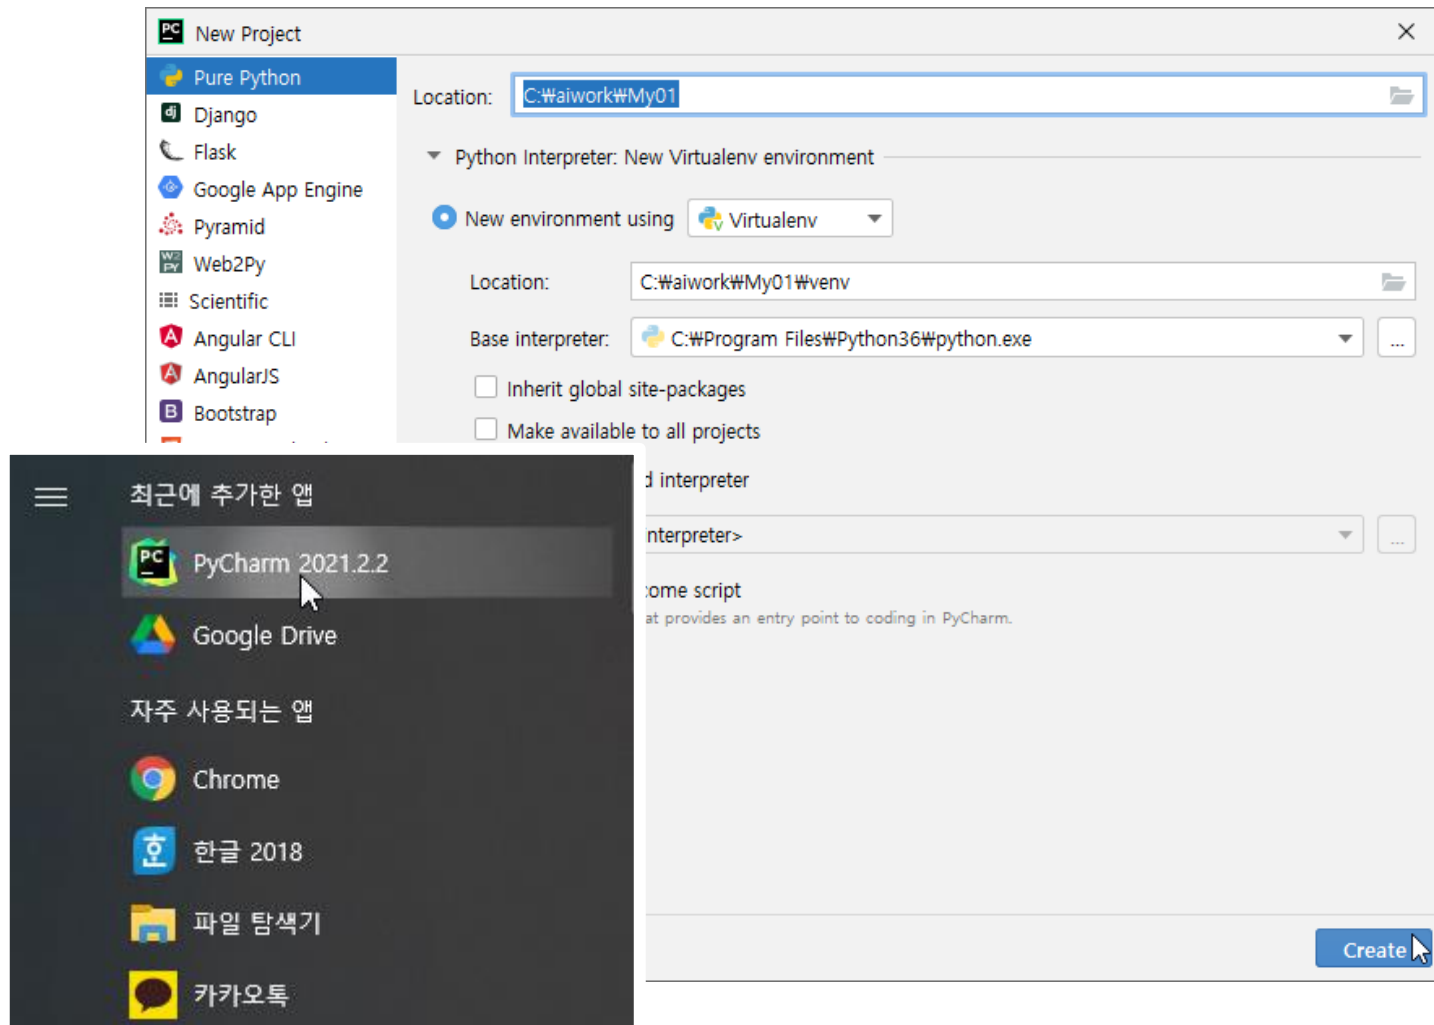 New Project
Pure Python
Django
Flask
Google App Engine
Pyramid
Web2Py
Scientific
Angular CLI
AngularJS
Bootstrap
Location: C:₩aiwork₩My01
Python Interpreter: New Virtualenv environment
New environment using Virtualenv
Location: C:₩aiwork₩My01₩venv
Base interpreter: C:₩Program Files₩Python36₩python.exe
...
Inherit global site-packages
Make available to all projects
d interpreter
interpreter>
...
come script
at provides an entry point to coding in PyCharm.
Create
최근에 추가한 앱
PyCharm 2021.2.2
Google Drive
자주 사용되는 앱
Chrome
한글 2018
파일 탐색기
카카오톡